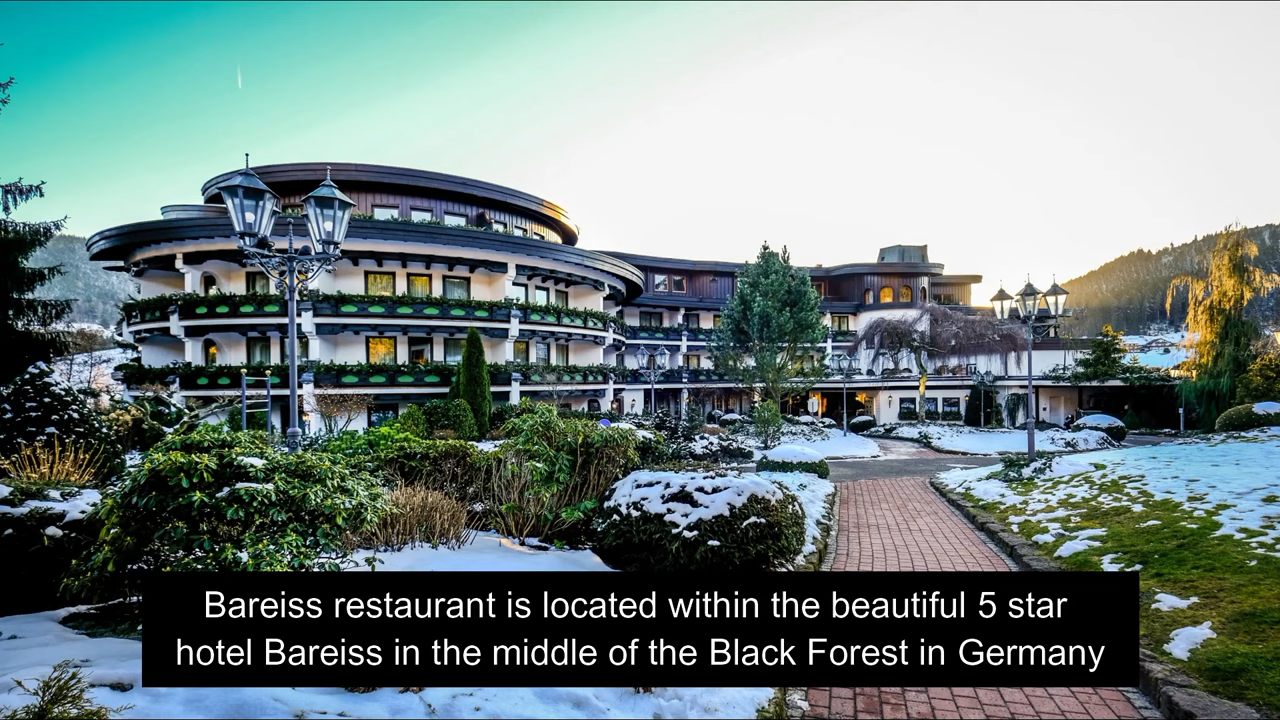 Bareiss restaurant is located within the beautiful 5 star
hotel Bareiss in the middle of the Black Forest in Germany